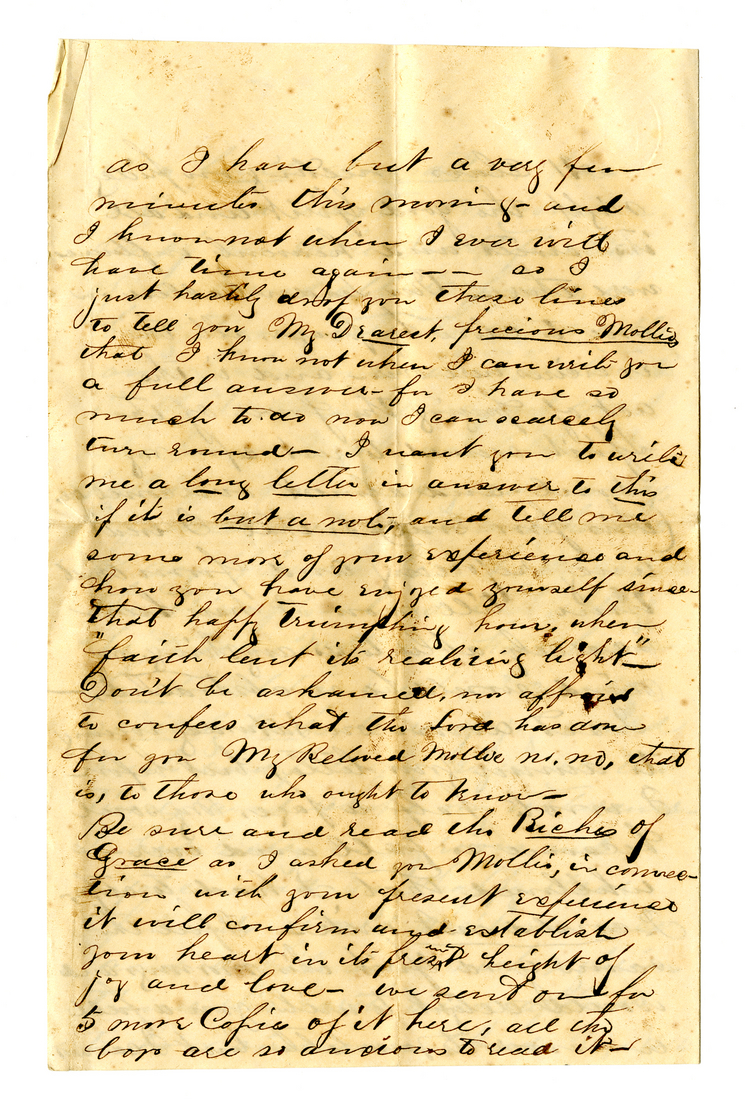 as I have but a very few
minutes this morning - and
I know not when I ever will
have time again - - so I
just hastily drop you these lines
to tell you My Dearest, precious Mollie
that I know not when I can write you
a full answer - for I have so
much to do now I can scarcely
turn round - I want you to write
me a long letter in answer to this
if it is but a note, and tell me
some more of your experience and
how you have enjoyed yourself since
that happy triumphing hour, when
"faith lent its realizing light" -
Don't be ashamed, nor affraid
to confess what the Lord has done
for you My Beloved Mollie no, no, that
is, to those who ought to know -
Be sure and read the Riches of
Grace as I asked you Mollie, in connec-
tion with your present experience
it will confirm and establish
your heart in its present height of
joy and love - we sent on for
5 more Copies of it here, all the
boys are so anxious to read it -